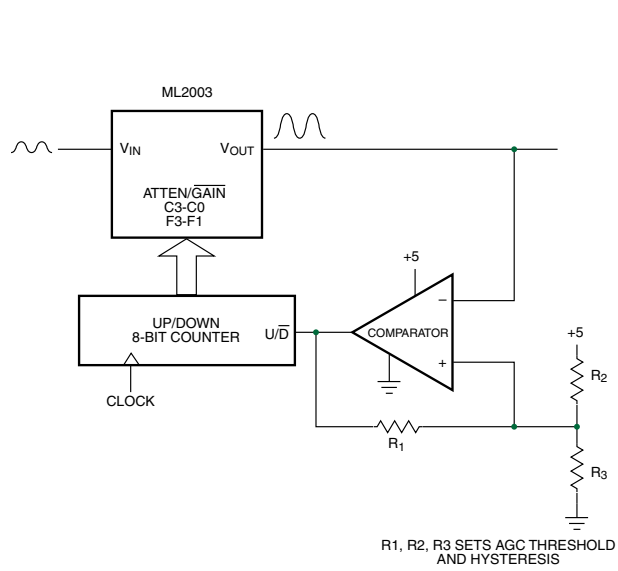 ML2003
VIN
VOUT
ATTEN/GAIN
C3-C0
F3-F1
+5
−
UP/DOWN
8-BIT COUNTER
U/D
COMPARATOR
+5
+
R2
CLOCK
R1
R3
R1, R2, R3 SETS AGC THRESHOLD
AND HYSTERESIS